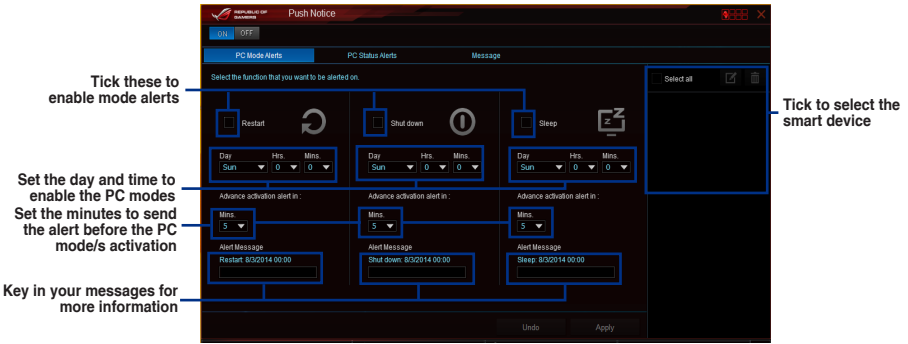 REPUBLIC OF
GAMERS
Push Notice
ON OFF
PC Mode Alerts PC Status Alerts Message
Select the function that you want to be alerted on.
Select all
Tick these to
enable mode alerts
Tick to select the
smart device
Restart Shut down Sleep
z Z Z
Day Hrs. Mins. Day Hrs. Mins. Day Hrs. Mins.
Sun 0 0 Sun 0 0 Sun 0 0
Set the day and time to
enable the PC modes
Advance activation alert in : Advance activation alert in : Advance activation alert in :
Set the minutes to send
the alert before the PC
mode/s activation
Mins. Mins. Mins.
5 5 5
Alert Message Alert Message Alert Message
Restart: 8/3/2014 00:00 Shut down: 8/3/2014 00:00 Sleep: 8/3/2014 00:00
Key in your messages for
more information
Undo Apply